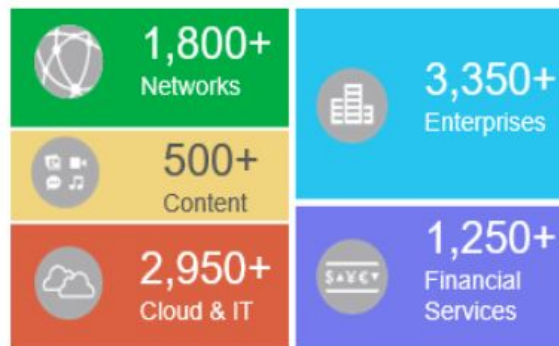 1,800+
Networks
500+
Content
2,950+
Cloud & IT
3,350+
Enterprises
$▲¥€▼
1,250+
Financial
Services